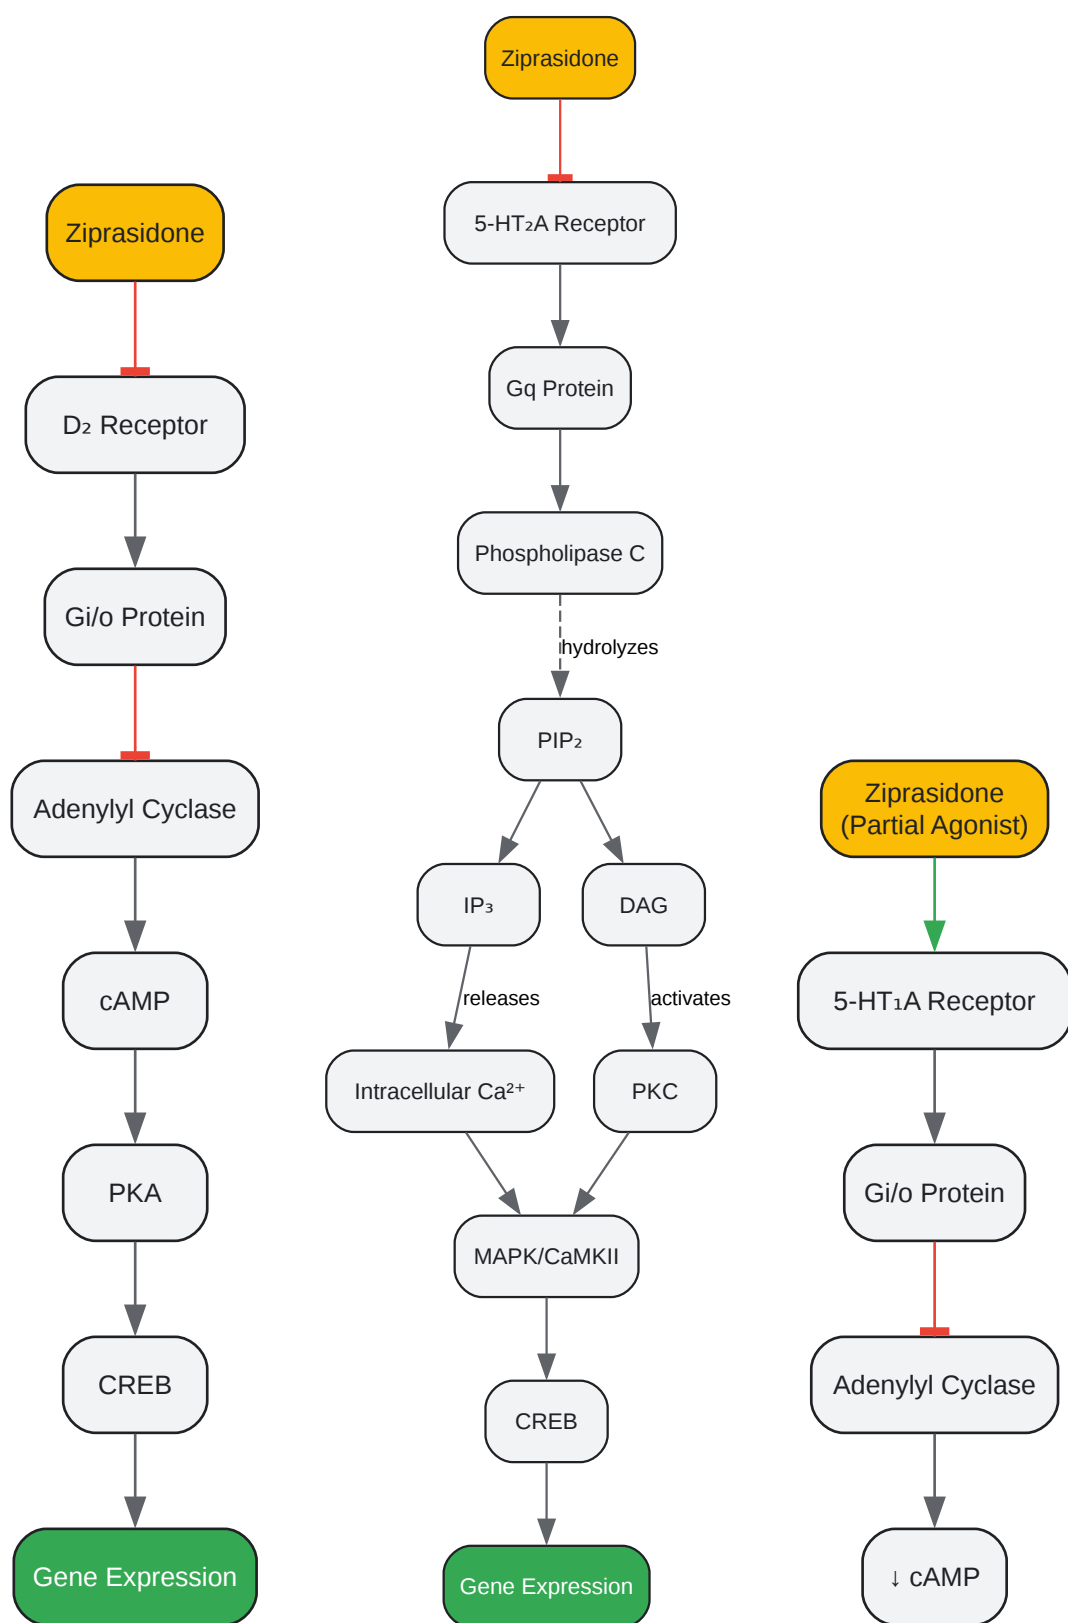 Ziprasidone
D₂ Receptor
Gi/o Protein
Adenylyl Cyclase
cAMP
PKA
CREB
Gene Expression
Ziprasidone
5-HT₂A Receptor
Gq Protein
Phospholipase C
hydrolyzes
PIP₂
IP₃
DAG
releases
activates
Intracellular Ca²⁺
PKC
MAPK/CaMKII
CREB
Gene Expression
Ziprasidone
(Partial Agonist)
5-HT₁A Receptor
Gi/o Protein
Adenylyl Cyclase
↓ cAMP